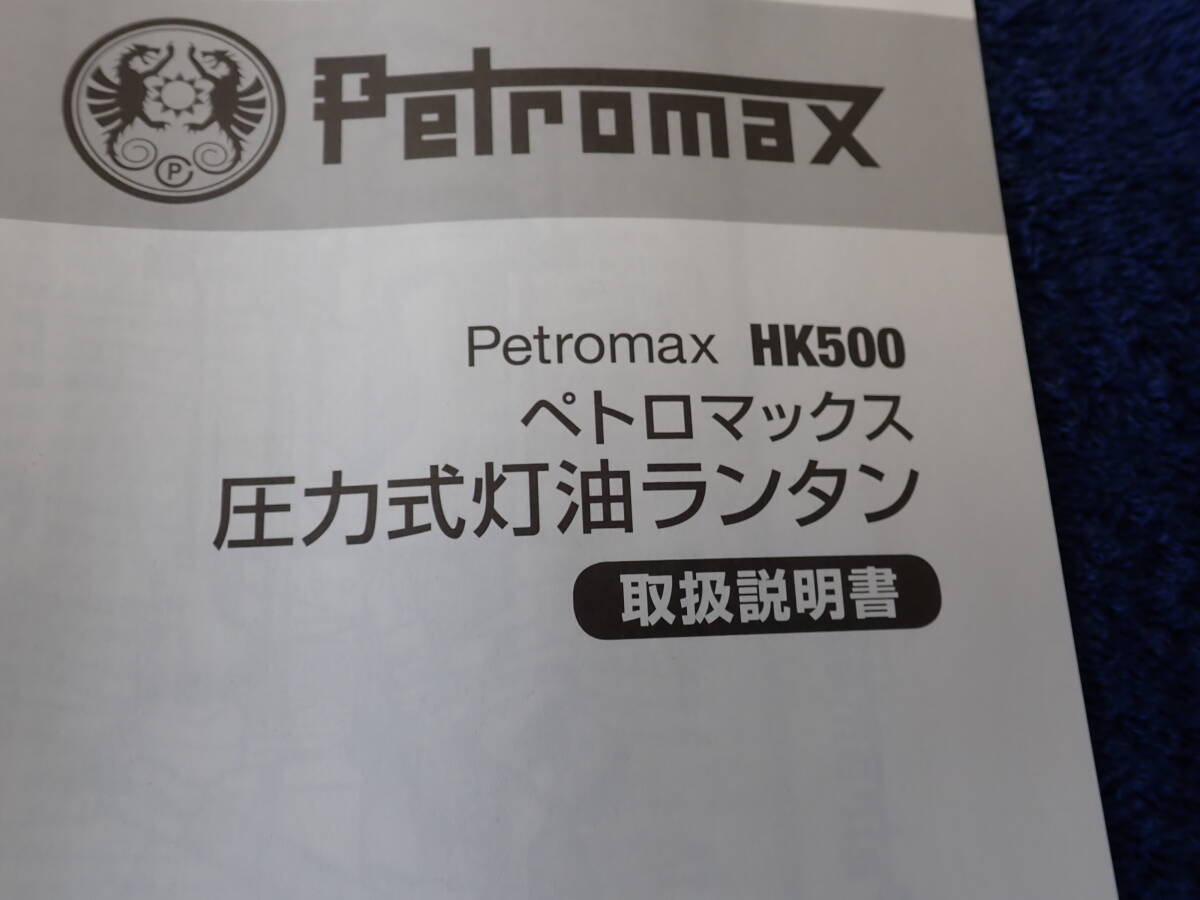 P
Petromax
Petromax HK500
ペトロマックス
圧力式灯油ランタン
取扱説明書